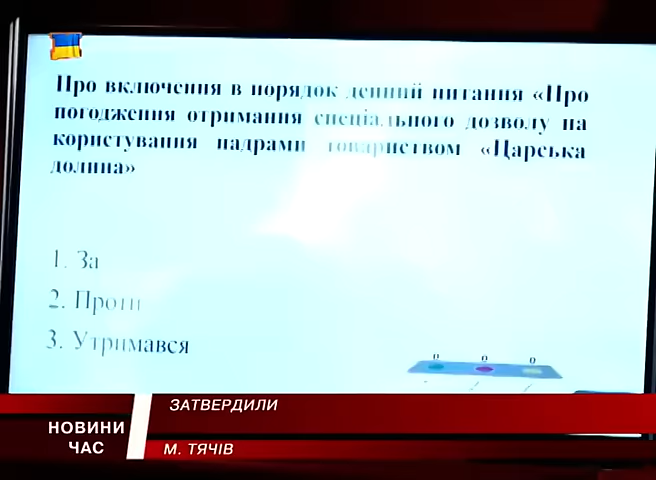 Про включення в порядок денний питання «Про
погодження отримання спеціального дозволу на
користування надрами товариством «Царська
долина»
1. За
2. Проти
3. Утримався
0 0 0
ЗАТВЕРДИЛИ
НОВИНИ
ЧАС
М. ТЯЧІВ